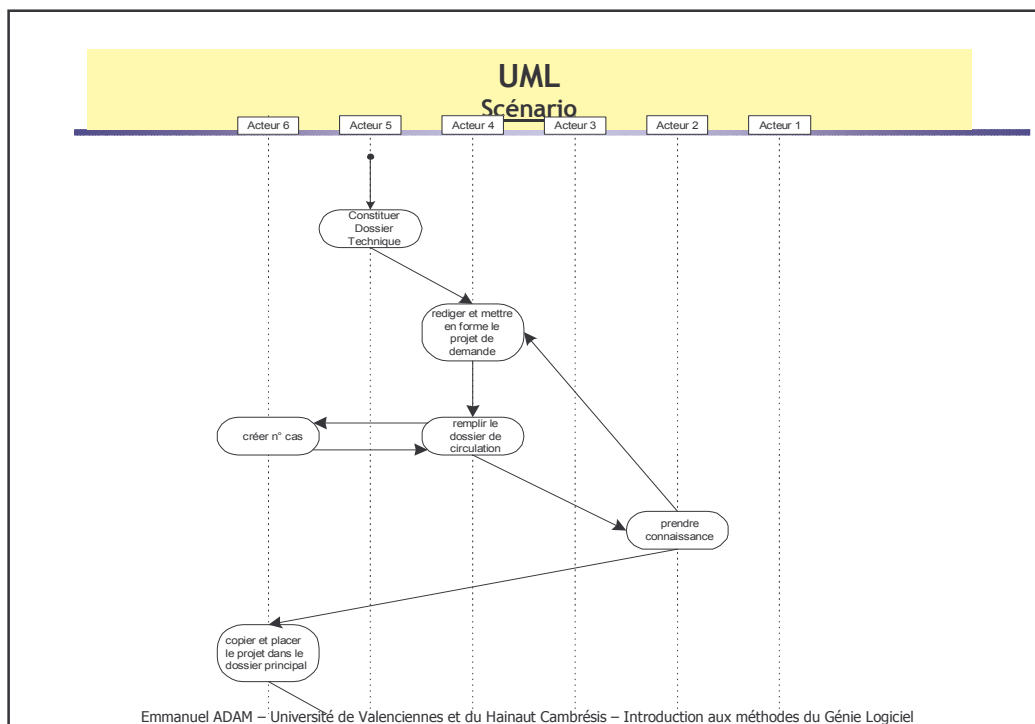 UML
Scénario
Acteur 6
Acteur 5
Acteur 4
Acteur 3
Acteur 2
Acteur 1
Constituer
Dossier
Technique
rediger et mettre
en forme le
projet de
demande
créer n° cas
remplir le
dossier de
circulation
prendre
connaissance
copier et placer
le projet dans le
dossier principal
Emmanuel ADAM – Université de Valenciennes et du Hainaut Cambrésis – Introduction aux méthodes du Génie Logiciel